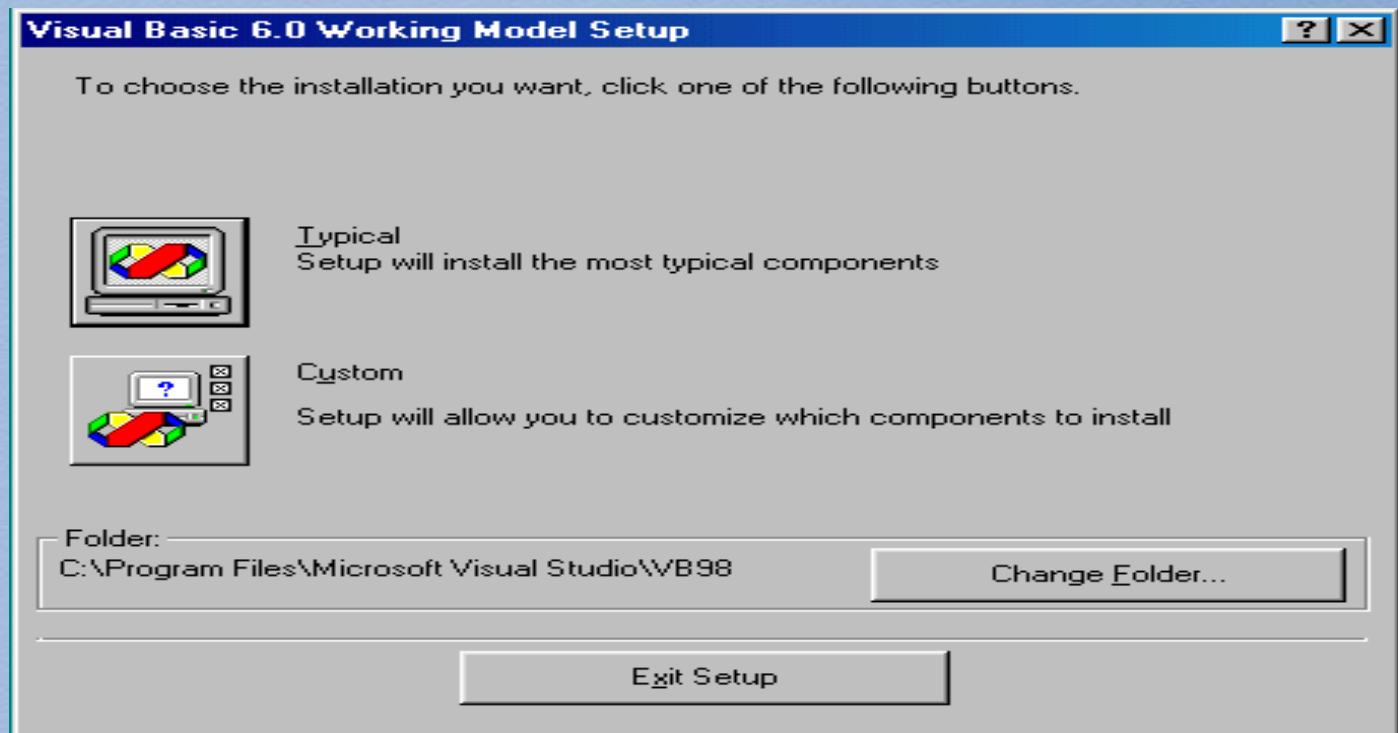 Visual Basic 6.0 Working Model Setup
To choose the installation you want, click one of the following buttons.
Typical
Setup will install the most typical components
?
Custom
Setup will allow you to customize which components to install
Folder:
C:\Program Files\Microsoft Visual Studio\VB98
Change Folder...
Exit Setup